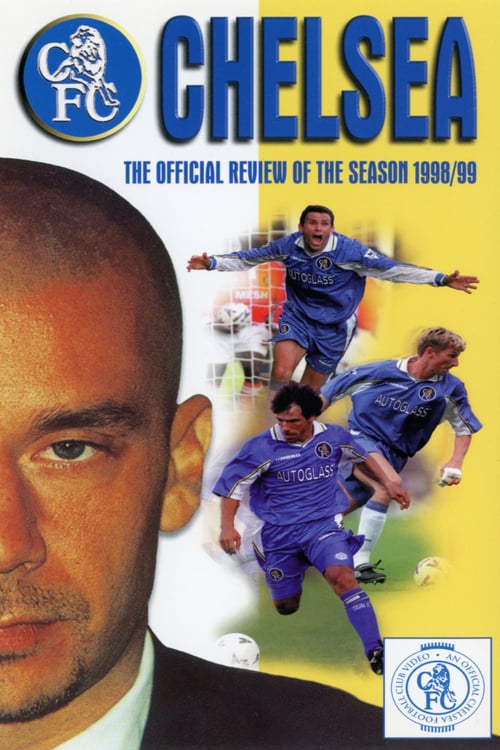 CFC
CHELSEA
THE OFFICIAL REVIEW OF THE SEASON 1998/99
AUTOGLASS
AUTOGLASS
UMBRO
AUTOGLASS
CFC
CHELSEA FOOTBALL CLUB VIDEO • AN OFFICIAL